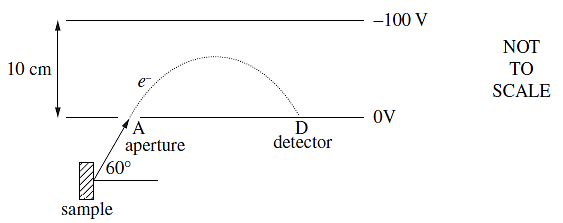 –100 V
NOT
TO
SCALE
10 cm
e–
0V
A
aperture
D
detector
60°
sample